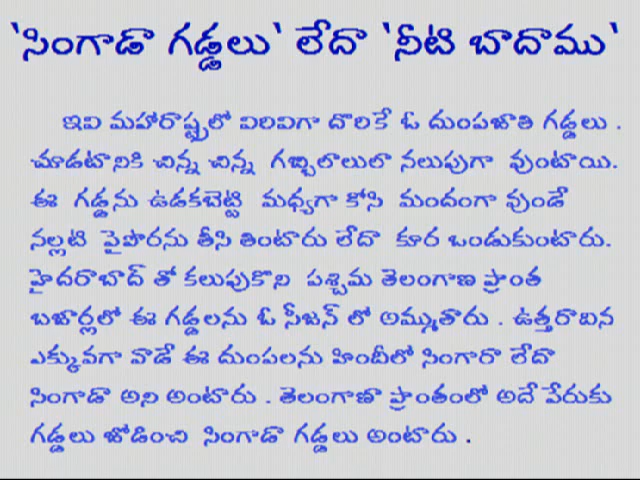 `సింగాడా గడ్డలు` లేదా `నీటి బాదాము`
ఇవి మహారాష్ట్రలో విరివిగా దొరికే ఓ దుంపజాతి గడ్డలు .
చూడటానికి చిన్న చిన్న గబ్బిలాలులా నలుపుగా వుంటాయి.
ఈ గడ్డను ఉడకబెట్టి మధ్యగా కోసి మందంగా వుండే
నల్లటి పైపొరను తీసి తింటారు లేదా కూర ఒండుకుంటారు.
హైదరాబాద్ తో కలుపుకొని పశ్చిమ తెలంగాణ ప్రాంత
బజార్లలో ఈ గడ్డలను ఓ సీజన్ లో అమ్ముతారు . ఉత్తరాదిన
ఎక్కువగా వాడే ఈ దుంపలను హిందీలో సింగారా లేదా
సింగాడా అని అంటారు . తెలంగాణా ప్రాంతంలో అదే పేరుకు
గడ్డలు జోడించి సింగాడా గడ్డలు అంటారు .